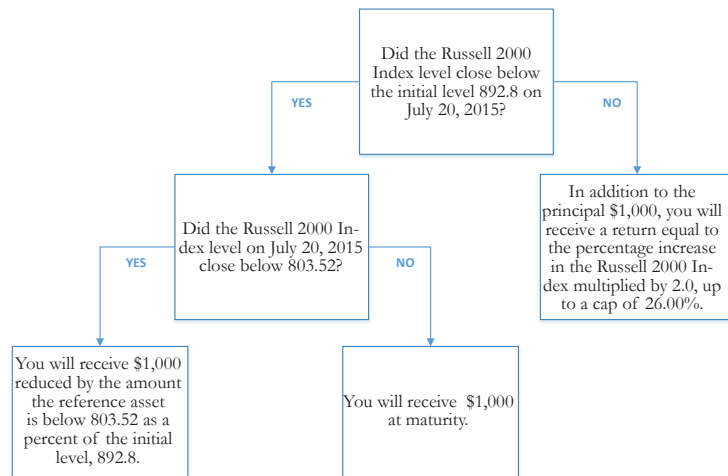 Did the Russell 2000
Index level close below
the initial level 892.8 on
July 20, 2015?
YES
NO
Did the Russell 2000 In-
dex level on July 20, 2015
close below 803.52?
In addition to the
principal $1,000, you will
receive a return equal to
the percentage increase
in the Russell 2000 In-
dex multiplied by 2.0, up
to a cap of 26.00%.
YES
NO
You will receive $1,000
reduced by the amount
the reference asset
is below 803.52 as a
percent of the initial
level, 892.8.
You will receive $1,000
at maturity.